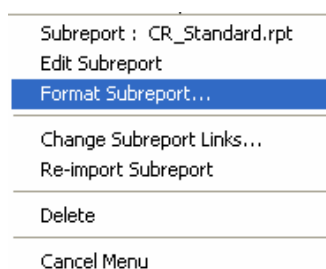 Subreport :  CR_Standard.rpt
Edit Subreport
Format Subreport...
Change Subreport Links...
Re-import Subreport
Delete
Cancel Menu